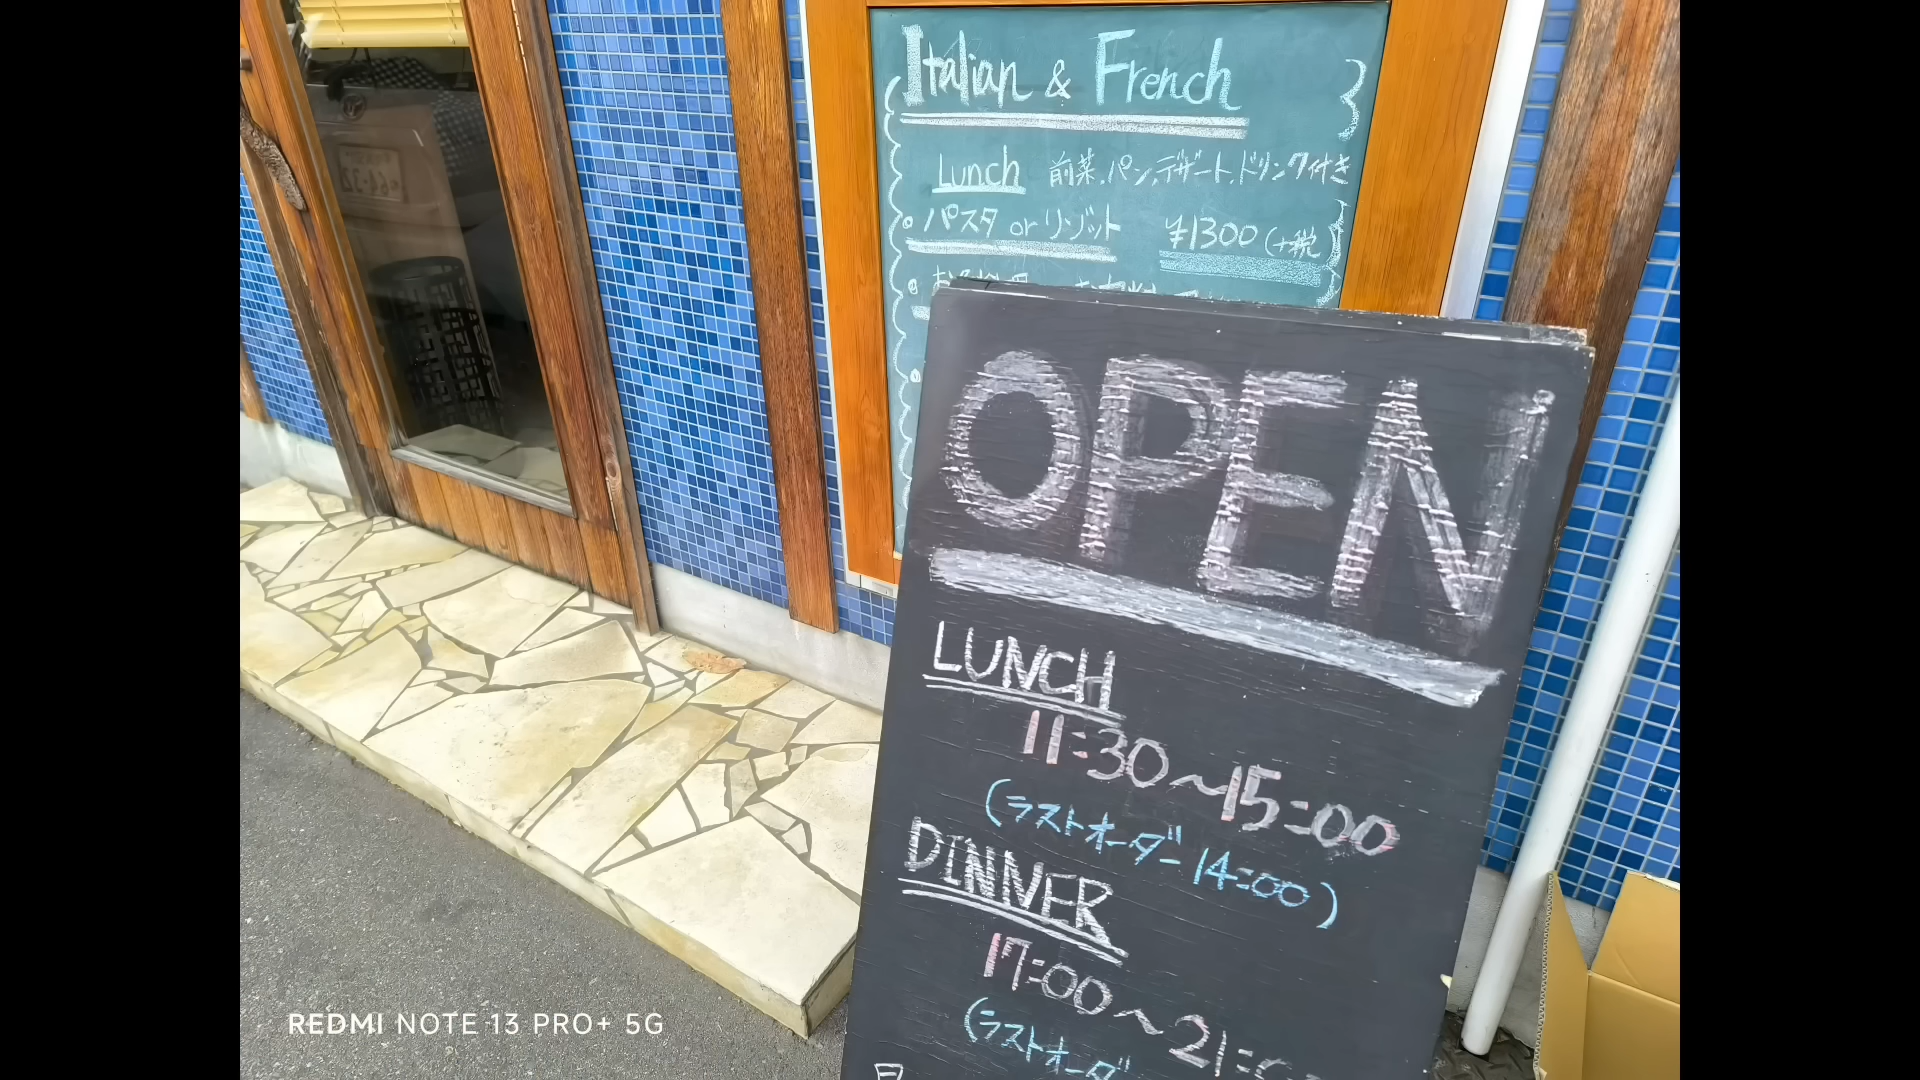 Italian & French
Lunch 前菜、パン、デザート、ドリンク付き
・パスタ or リゾット ¥1300(+税)
OPEN
LUNCH
11:30～15:00
(ラストオーダー 14:00)
DINNER
17:00～21:
(ラストオーダ
REDMI NOTE 13 PRO+ 5G